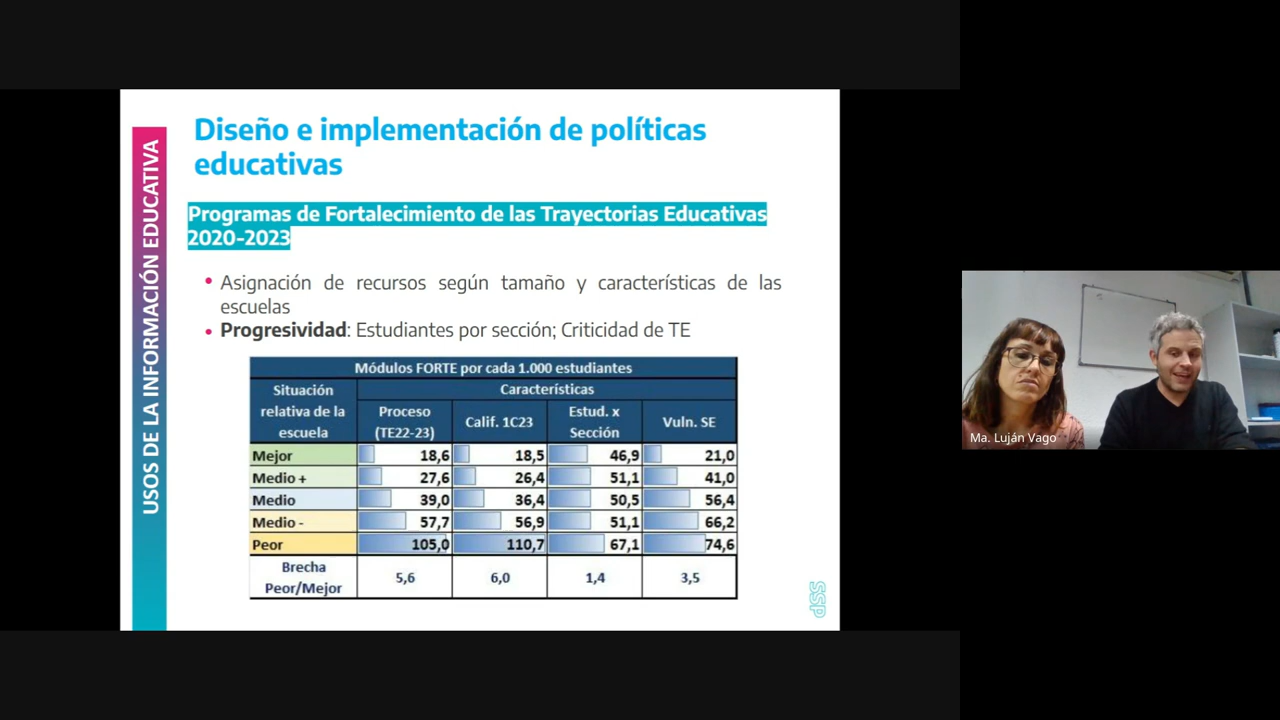 Diseño e implementación de políticas
educativas
USOS DE LA INFORMACIÓN EDUCATIVA
Programas de Fortalecimiento de las Trayectorias Educativas
2020-2023
• Asignación de recursos según tamaño y características de las
escuelas
• Progresividad: Estudiantes por sección; Criticidad de TE
Módulos FORTE por cada 1.000 estudiantes
Situación relativa de la escuela Características
Proceso (TE22-23) Calif. 1C23 Estud. x Sección Vuln. SE
Mejor 18,6 18,5 46,9 21,0
Medio + 27,6 26,4 51,1 41,0
Medio 39,0 36,4 50,5 56,4
Medio - 57,7 56,9 51,1 66,2
Peor 105,0 110,7 67,1 74,6
Brecha Peor/Mejor 5,6 6,0 1,4 3,5
dSS
Ma. Luján Vago